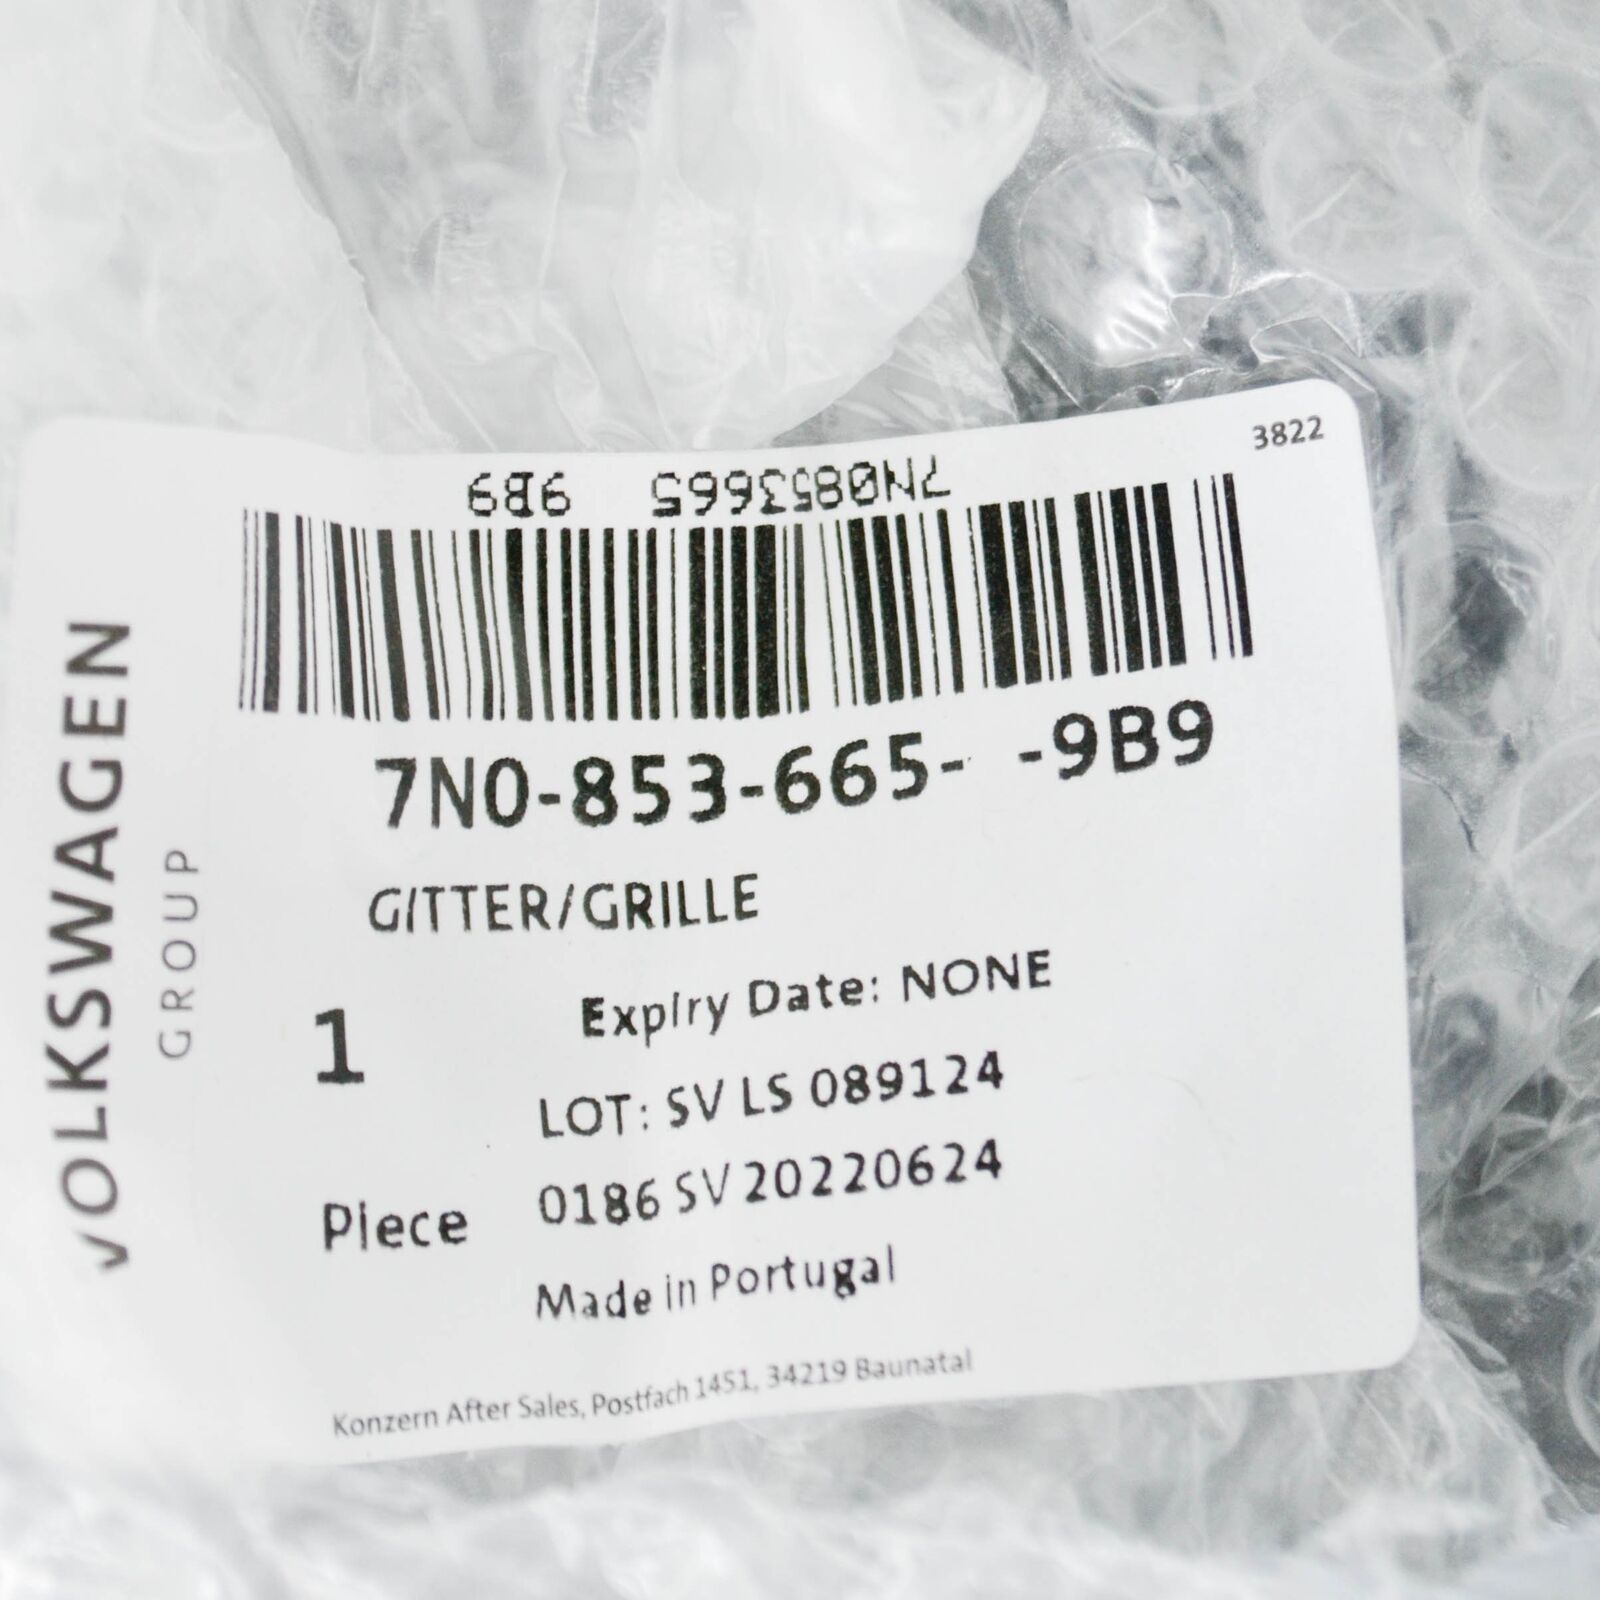 3822
7N0853665 9B9
7N0-853-665- -9B9
GITTER/GRILLE
Expiry Date: NONE
1
LOT: SV LS 089124
Piece
0186 SV 20220624
Made in Portugal
Konzern After Sales, Postfach 1451, 34219 Baunatal
VOLKSWAGEN
GROUP